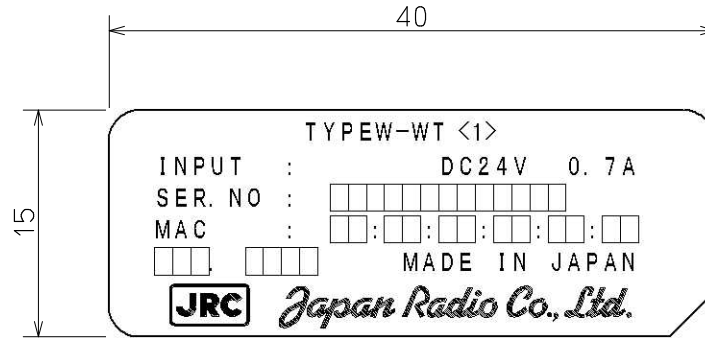 40
15
TYPEW-WT <1>
INPUT : DC24V 0.7A
SER. NO :
MAC : : : : : :
.
MADE IN JAPAN
JRC Japan Radio Co., Ltd.